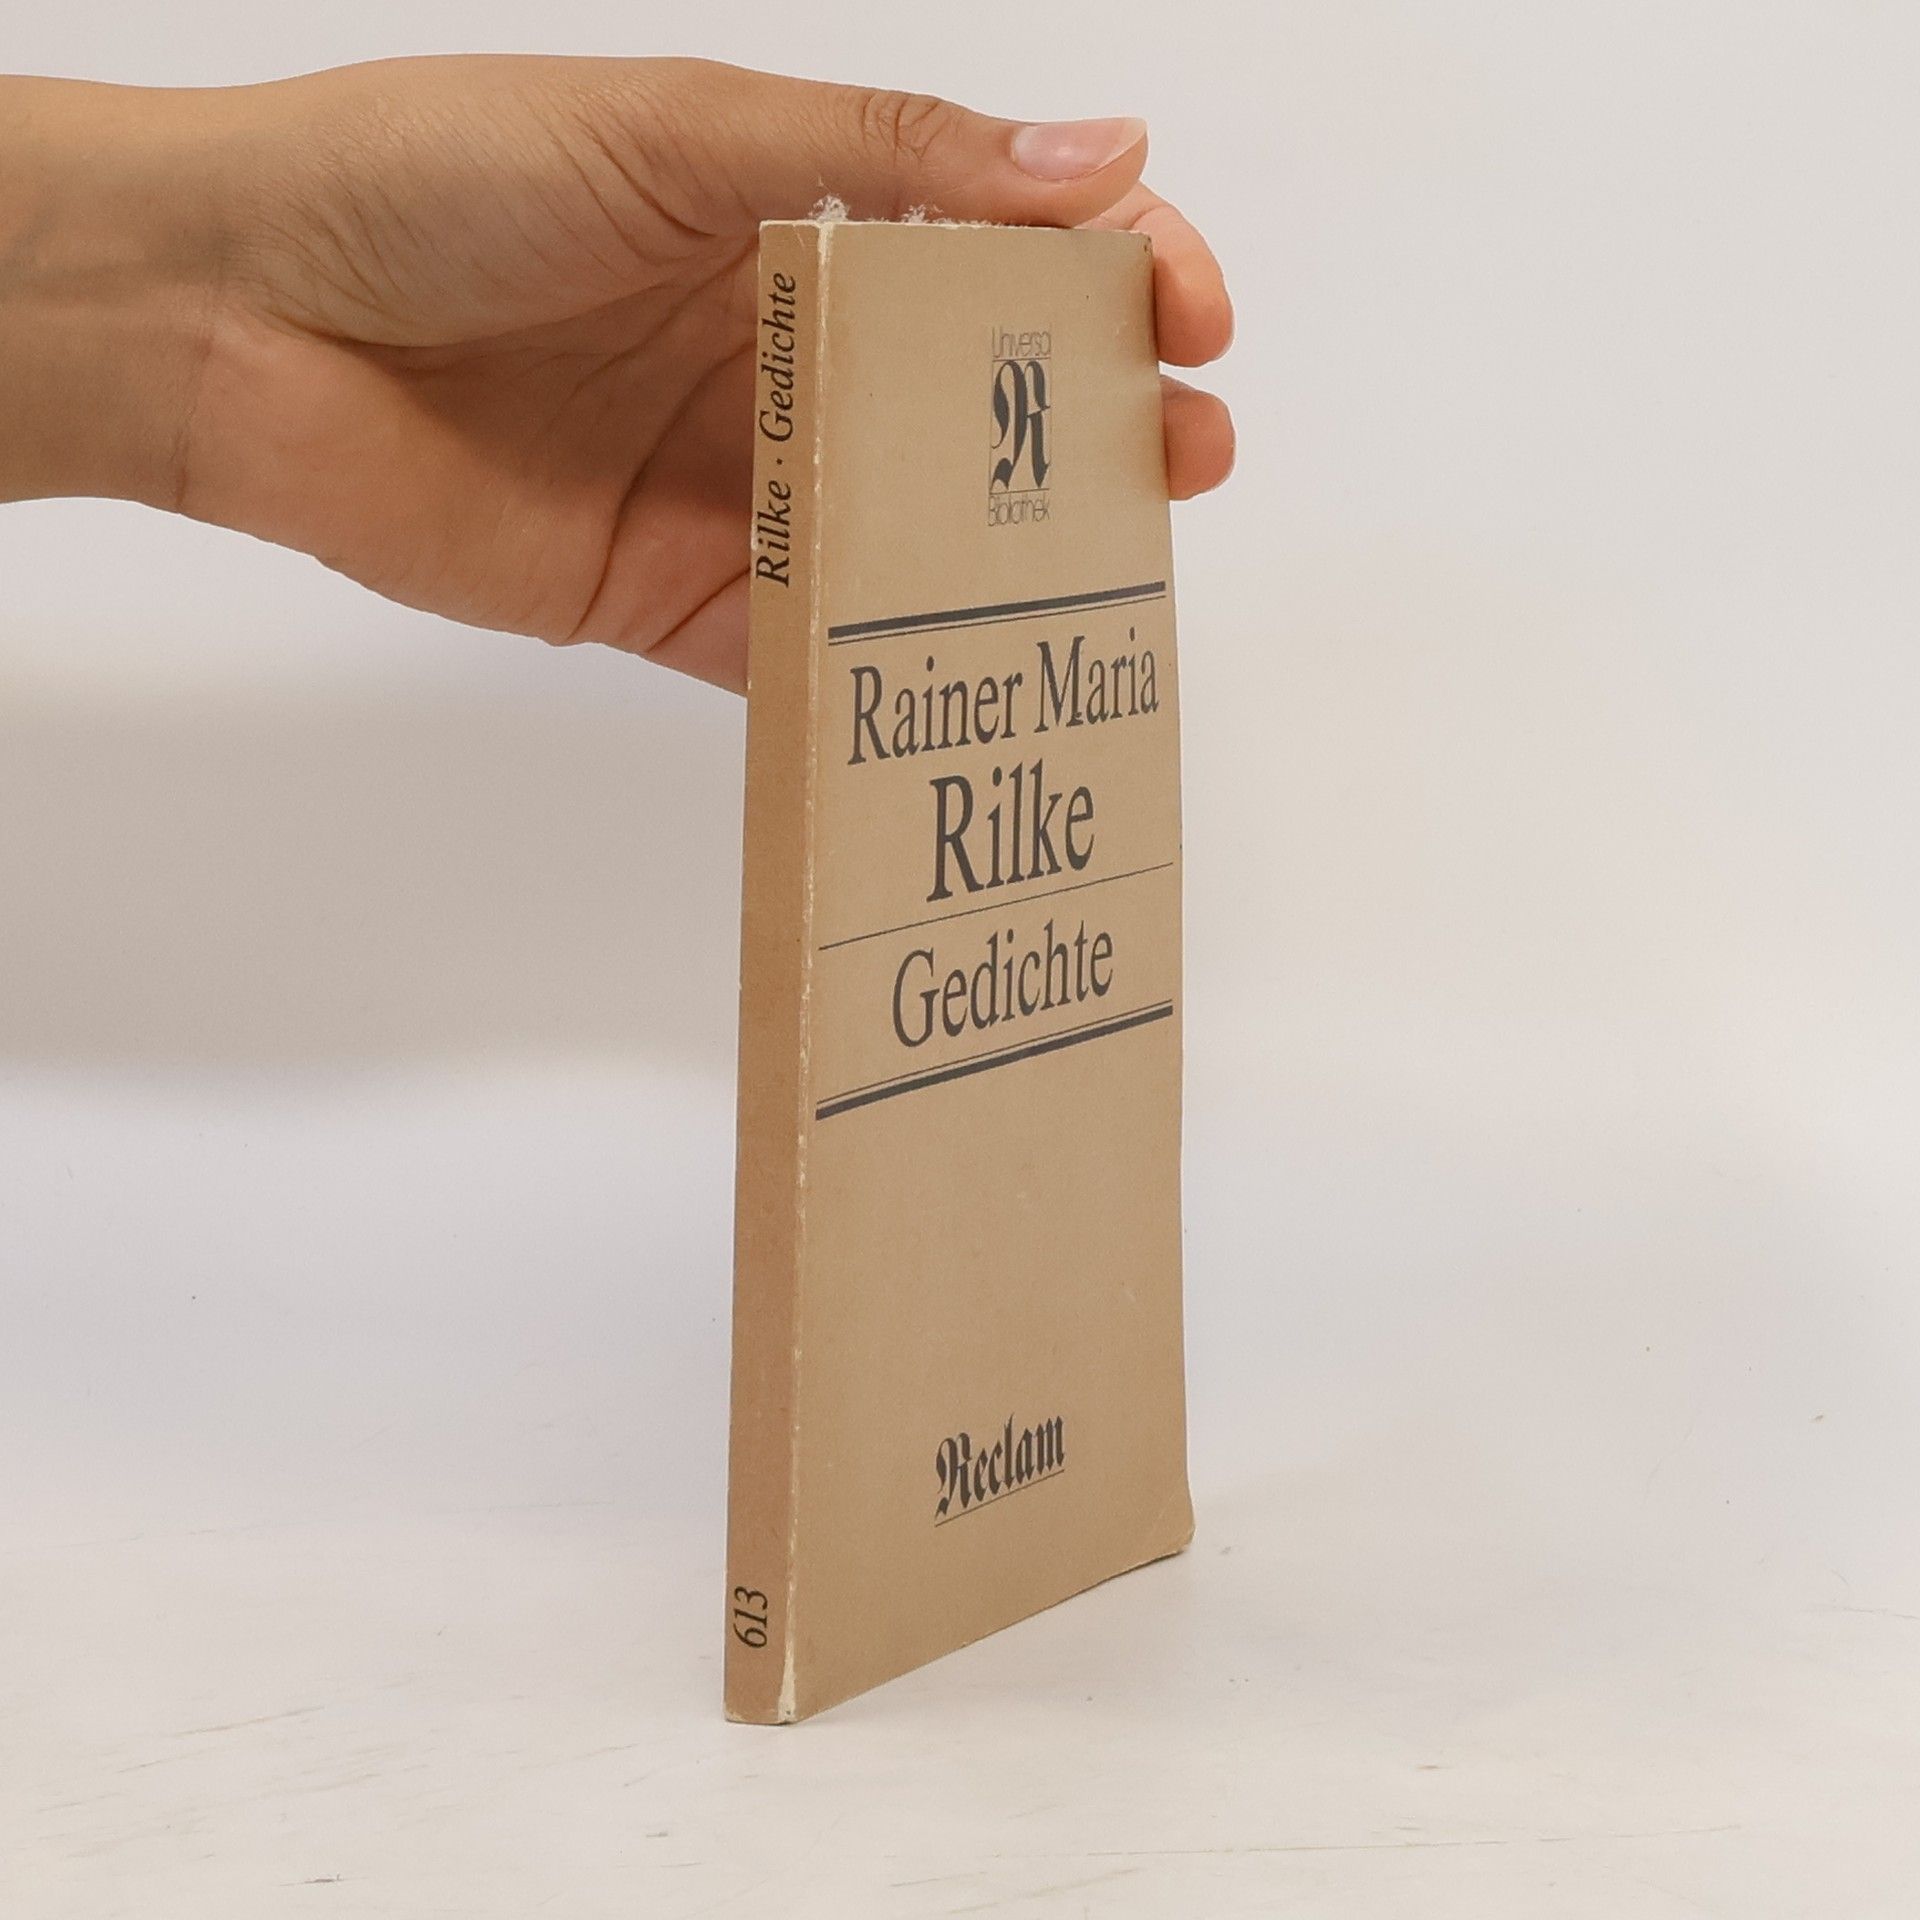 Rilke · Gedichte
613
Universal
R
Bibliothek
Rainer Maria
Rilke
Gedichte
Reclam